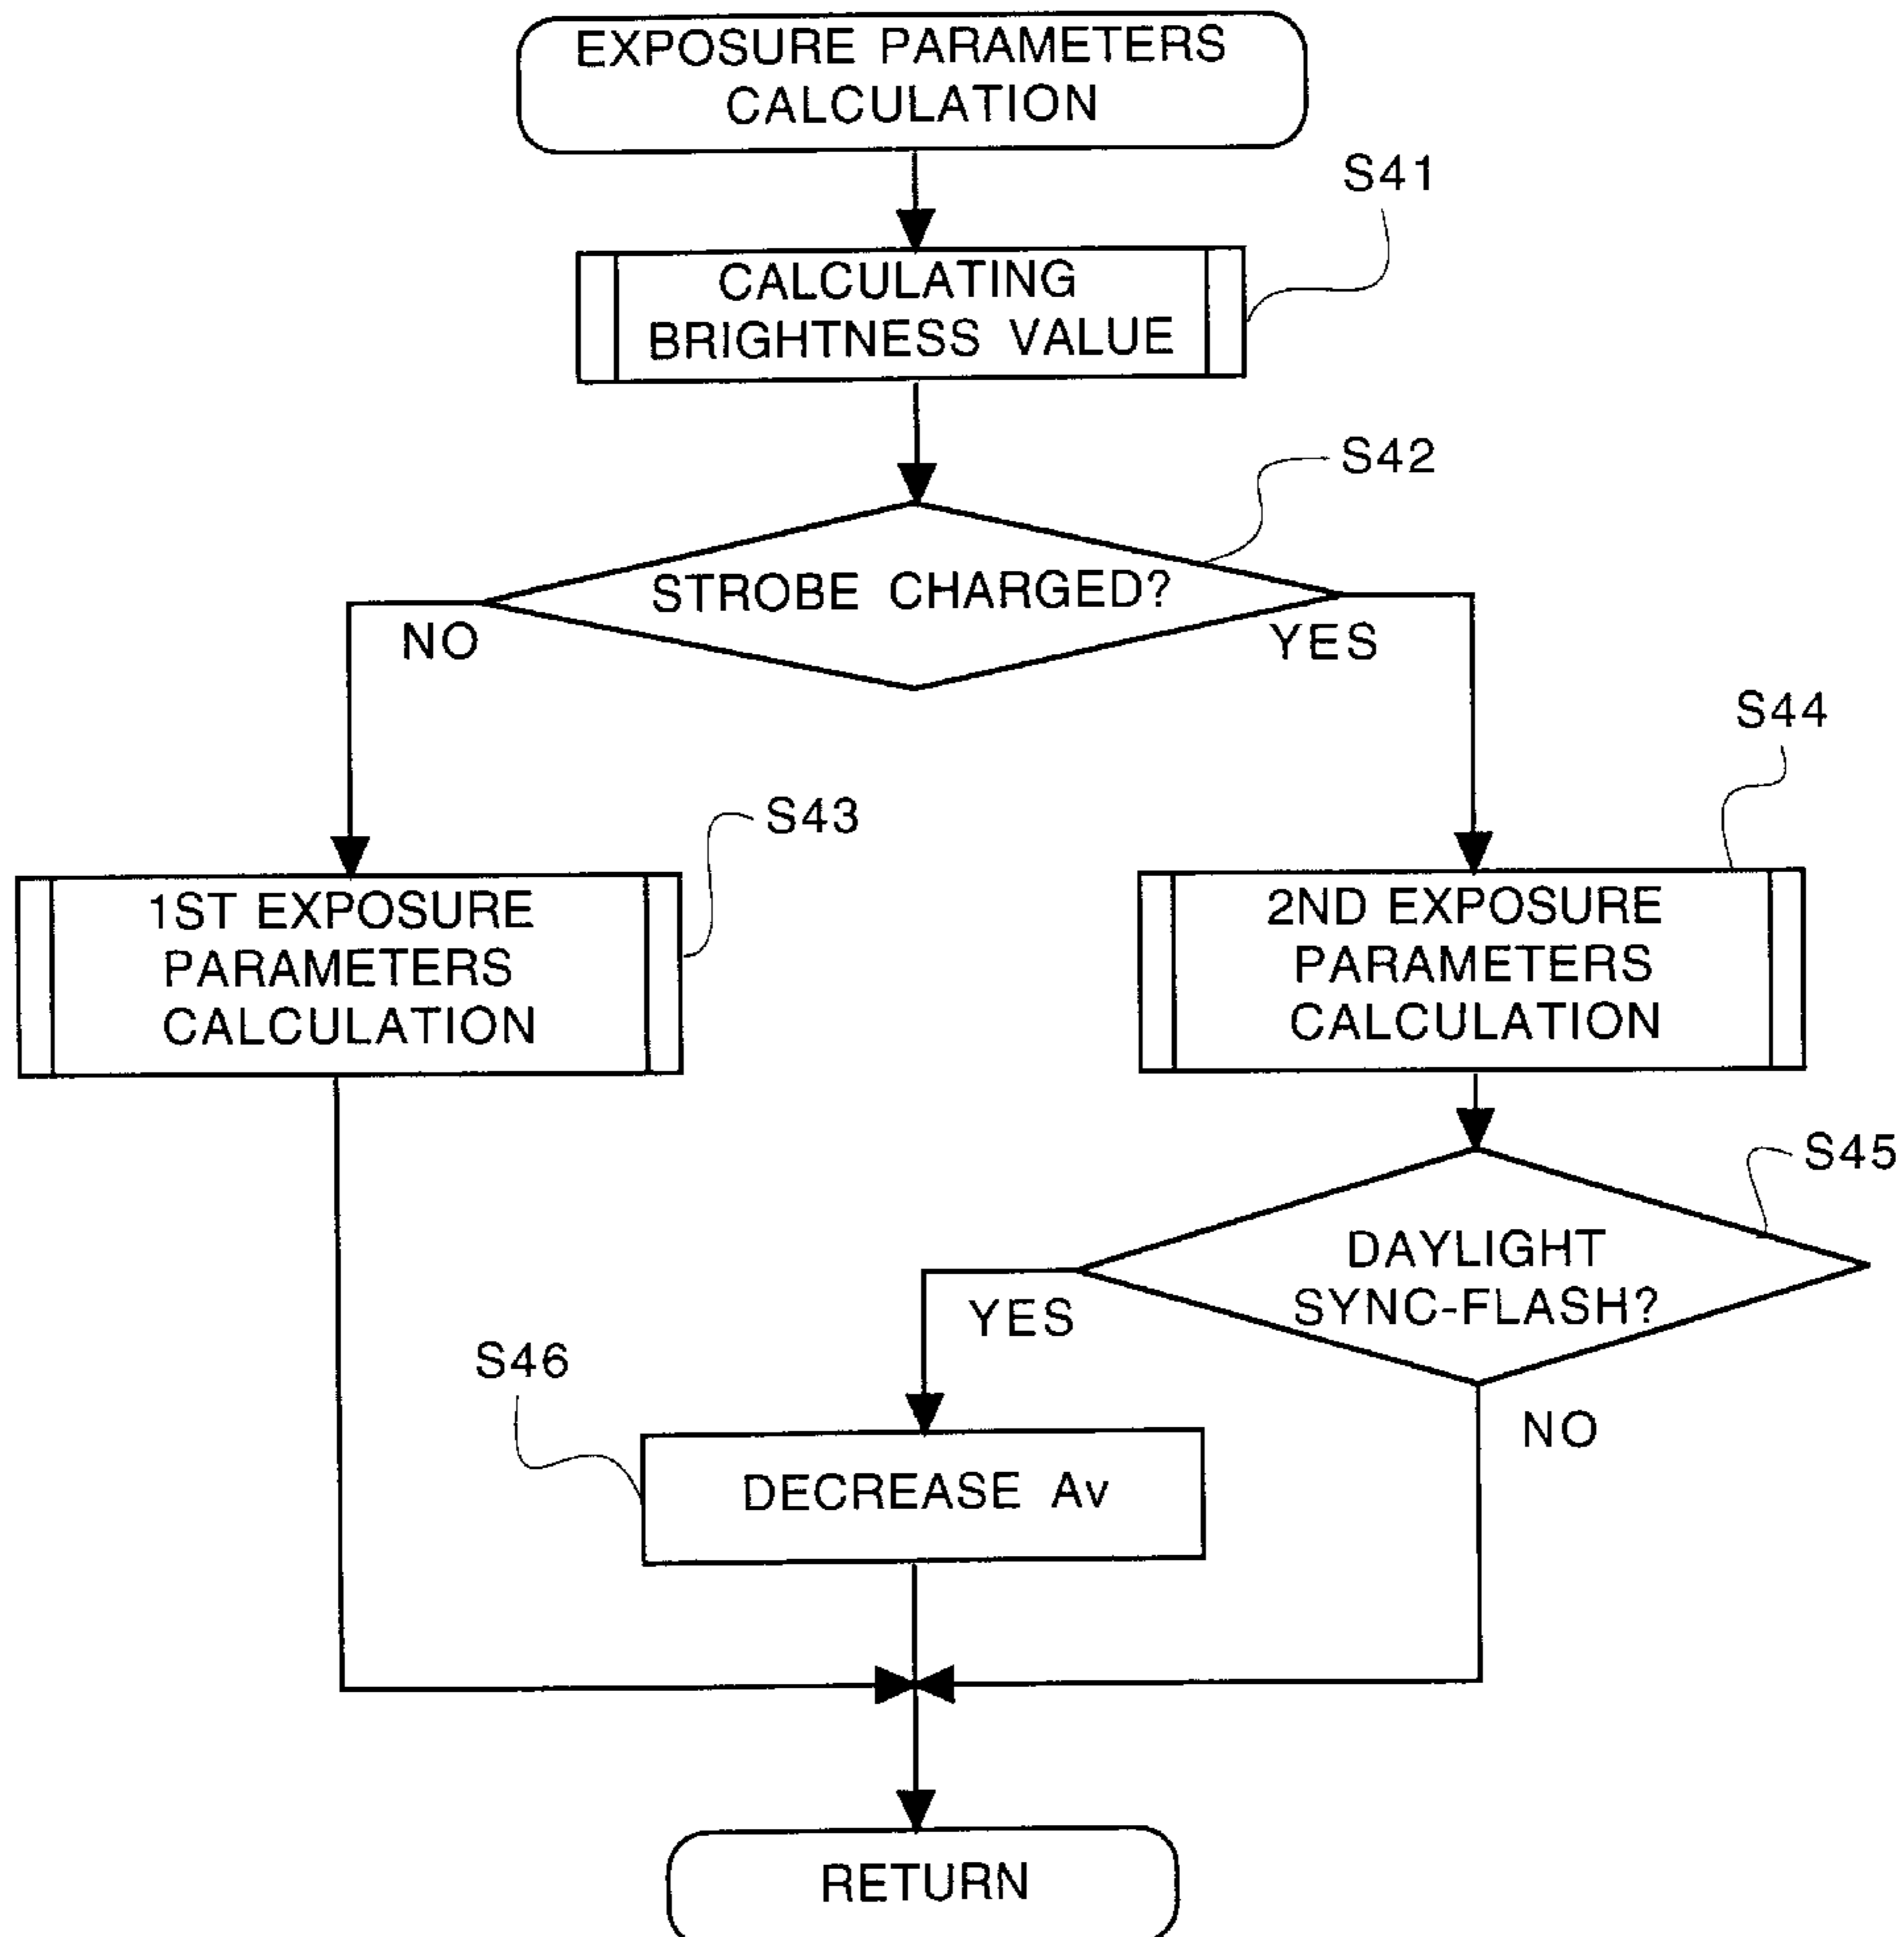 EXPOSURE PARAMETERS
CALCULATION
S41
CALCULATING
BRIGHTNESS VALUE
S42
STROBE CHARGED?
NO
YES
S44
S43
1ST EXPOSURE
PARAMETERS
CALCULATION
2ND EXPOSURE
PARAMETERS
CALCULATION
S45
DAYLIGHT
SYNC-FLASH?
YES
S46
NO
DECREASE Av
RETURN